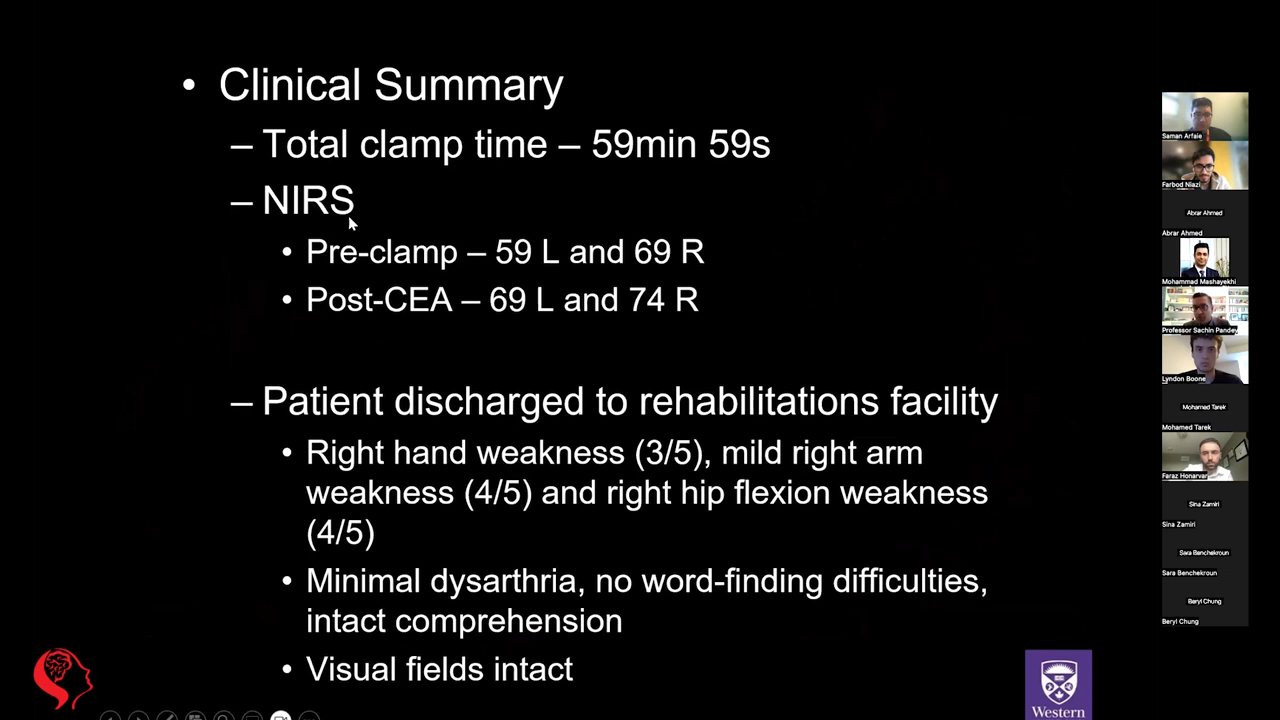 • Clinical Summary
– Total clamp time – 59min 59s
– NIRS
• Pre-clamp – 59 L and 69 R
• Post-CEA – 69 L and 74 R
– Patient discharged to rehabilitations facility
• Right hand weakness (3/5), mild right arm
weakness (4/5) and right hip flexion weakness
(4/5)
• Minimal dysarthria, no word-finding difficulties,
intact comprehension
• Visual fields intact
Western
Saman Arfaie
Farbod Niazi
Abrar Ahmed
Abrar Ahmed
Mohammad Mashayekhi
Professor Sachin Pandey
Lyndon Boone
Mohamed Tarek
Mohamed Tarek
Faraz Honarvar
Sina Zamiri
Sina Zamiri
Sara Benchekroun
Sara Benchekroun
Beryl Chung
Beryl Chung